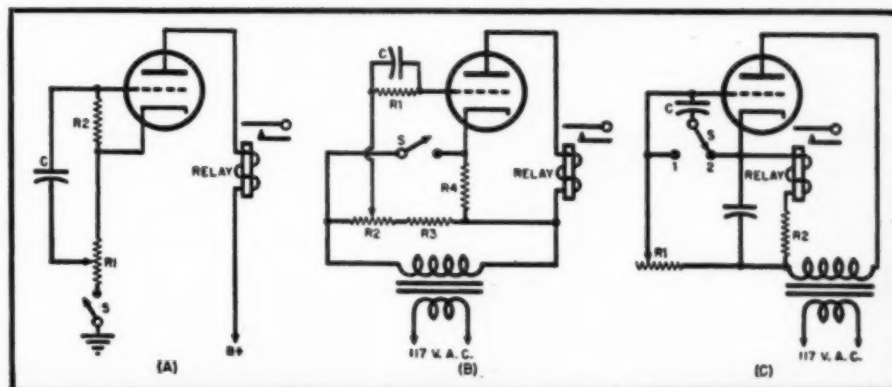 C
R2
RELAY
R1
S
B+
(A)
C
R1
S
R4
RELAY
R2
R3
117 V. A. C.
(B)
C
S
1
2
RELAY
R1
R2
117 V. A. C.
(C)